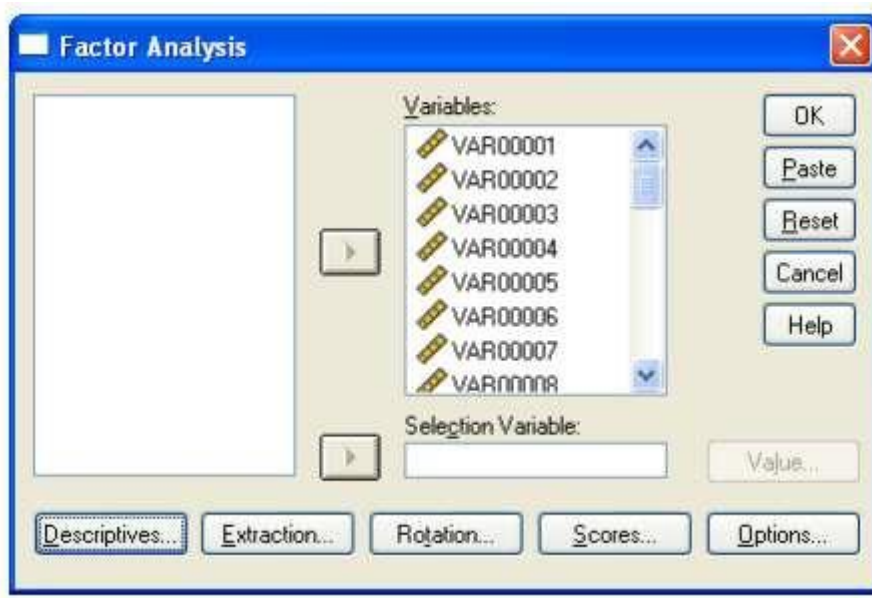 Factor Analysis
Variables:
VAR00001
VAR00002
VAR00003
VAR00004
VAR00005
VAR00006
VAR00007
VAR00008
OK
Paste
Reset
Cancel
Help
Selection Variable:
Value...
Descriptives... Extraction... Rotation... Scores... Options...